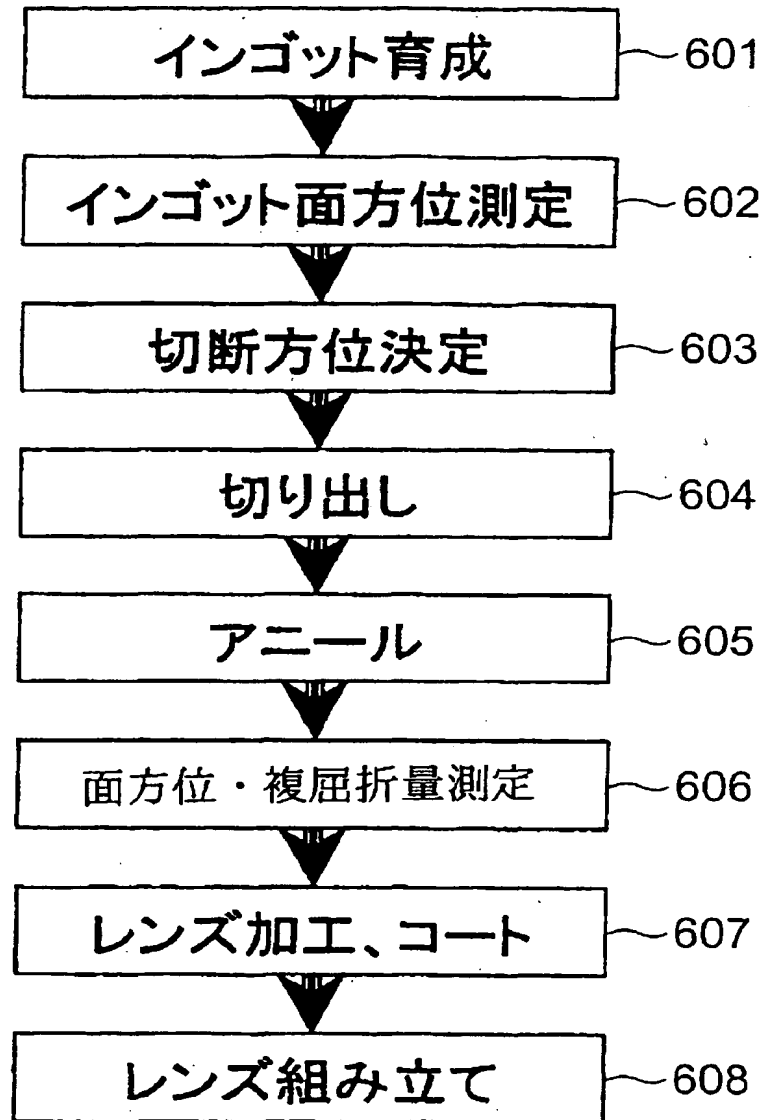 インゴット育成 601
インゴット面方位測定 602
切断方位決定 603
切り出し 604
アニール 605
面方位・複屈折量測定 606
レンズ加工、コート 607
レンズ組み立て 608